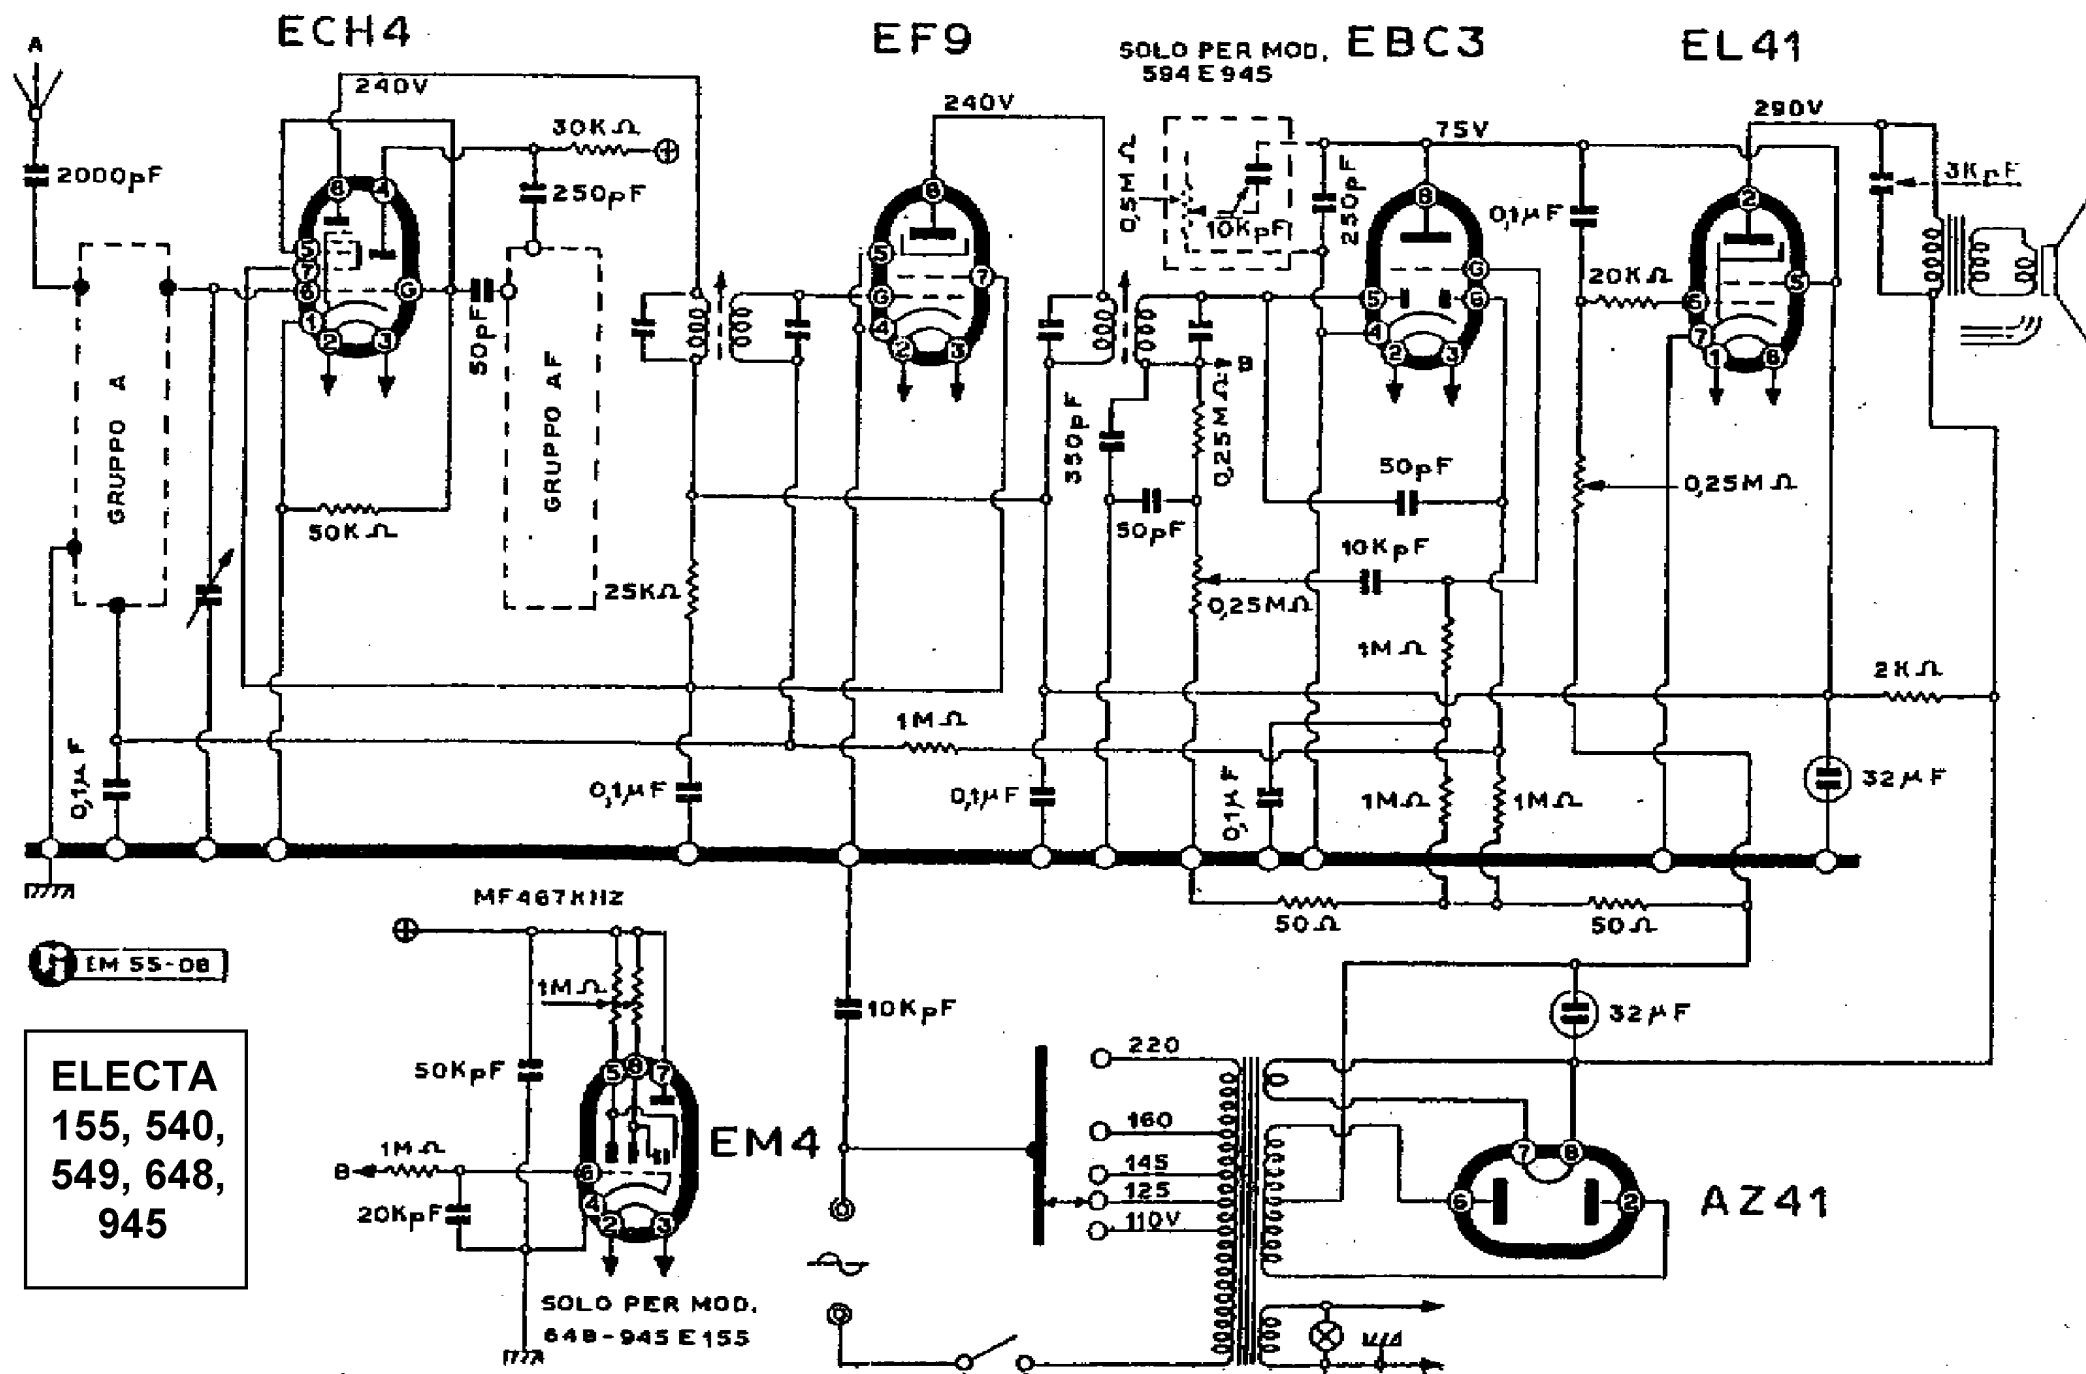 ECH4
EF9
SOLO PER MOD.
594 E 945
EBC3
EL41
A
240V
240V
75V
290V
30KΩ
2000pF
250pF
0,5MΩ
10KpF
250pF
0,1µF
3KpF
20KΩ
50pF
GRUPPO A
GRUPPO AF
B
350pF
0,25MΩ
50pF
0,25MΩ
50KΩ
50pF
10KpF
25KΩ
0,25MΩ
1MΩ
2KΩ
1MΩ
0,1µF
0,1µF
0,1µF
0,1µF
1MΩ
1MΩ
32µF
MF 467KHZ
50Ω
50Ω
EM 55-08
1MΩ
10KpF
32µF
ELECTA
155, 540,
549, 648,
945
50KpF
220
160
145
125
110V
EM4
1MΩ
B
20KpF
AZ41
SOLO PER MOD.
648-945 E 155